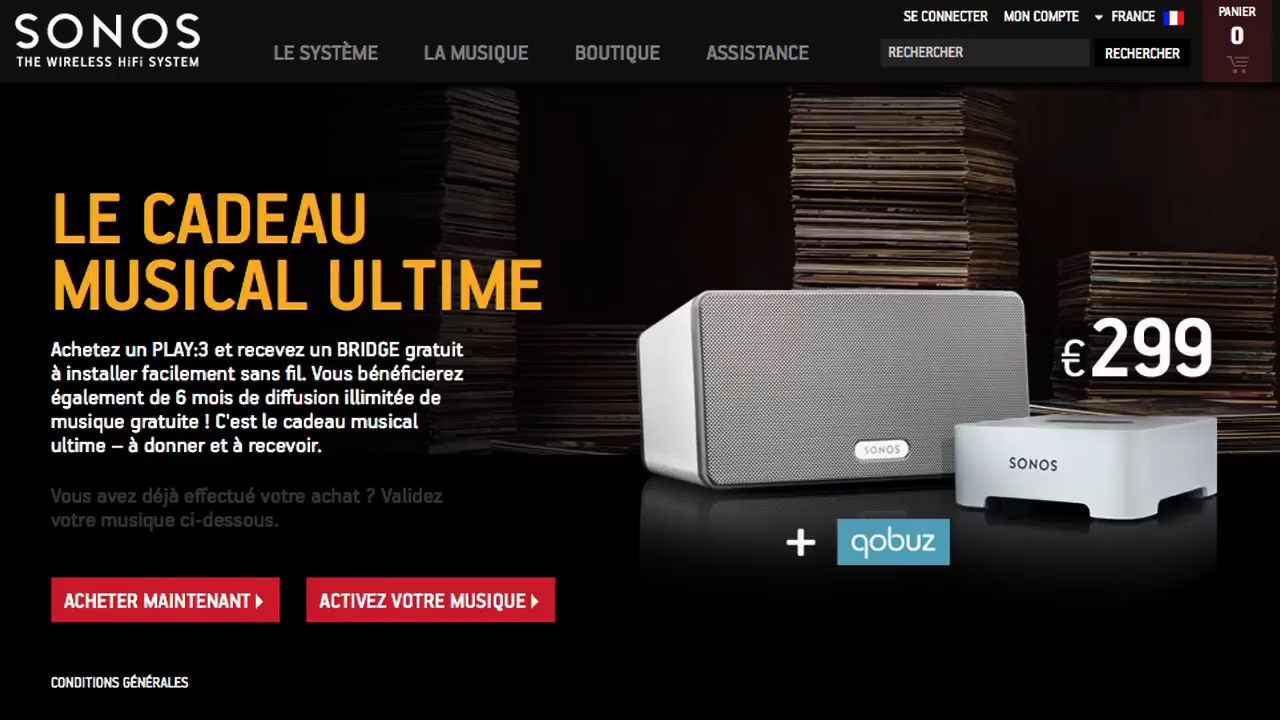 SONOS
THE WIRELESS HiFi SYSTEM
LE SYSTÈME
LA MUSIQUE
BOUTIQUE
ASSISTANCE
SE CONNECTER
MON COMPTE
FRANCE
RECHERCHER
RECHERCHER
PANIER
0
LE CADEAU
MUSICAL ULTIME
Achetez un PLAY:3 et recevez un BRIDGE gratuit
à installer facilement sans fil. Vous bénéficierez
également de 6 mois de diffusion illimitée de
musique gratuite ! C'est le cadeau musical
ultime – à donner et à recevoir.
Vous avez déjà effectué votre achat ? Validez
votre musique ci-dessous.
€299
SONOS
SONOS
+ qobuz
ACHETER MAINTENANT
ACTIVEZ VOTRE MUSIQUE
CONDITIONS GÉNÉRALES